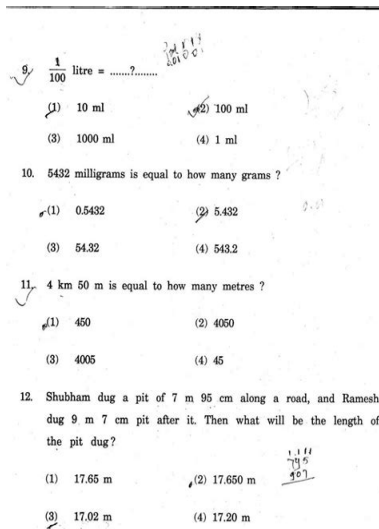 9. 1/100 litre = .......?........
(1) 10 ml (2) 100 ml
(3) 1000 ml (4) 1 ml
10. 5432 milligrams is equal to how many grams ?
(1) 0.5432 (2) 5.432
(3) 54.32 (4) 543.2
11. 4 km 50 m is equal to how many metres ?
(1) 450 (2) 4050
(3) 4005 (4) 45
12. Shubham dug a pit of 7 m 95 cm along a road, and Ramesh
dug 9 m 7 cm pit after it. Then what will be the length of
the pit dug?
795
907
(1) 17.65 m (2) 17.650 m
(3) 17.02 m (4) 17.20 m